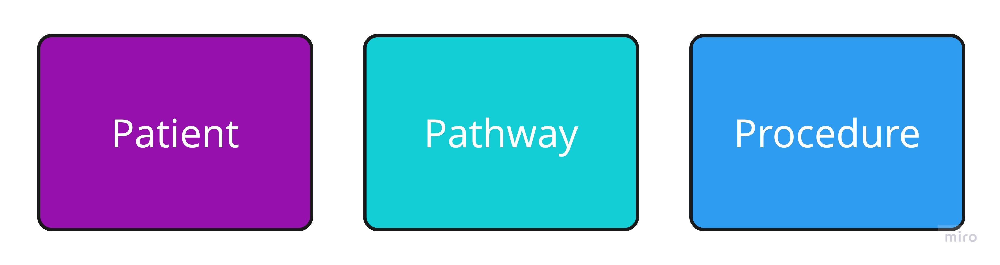 Patient
Pathway
Procedure
miro